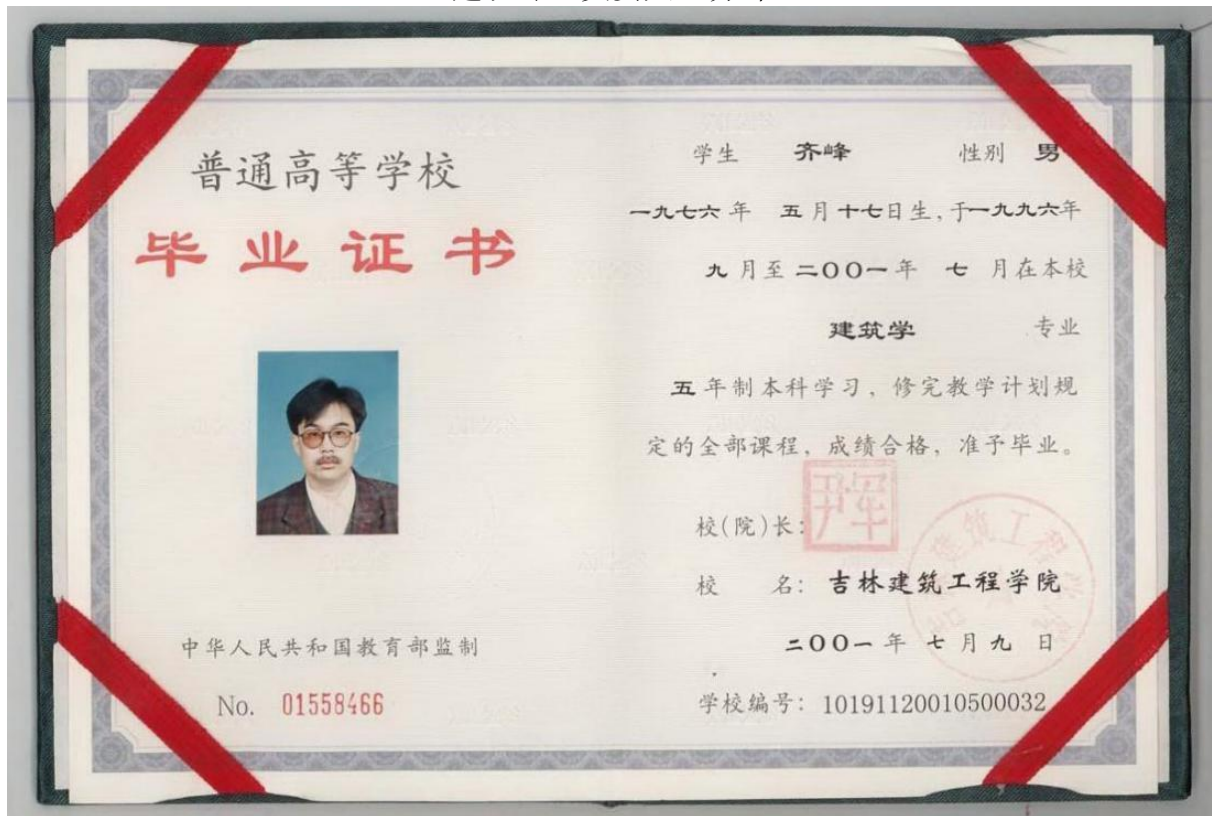 普通高等学校
毕业证书
中华人民共和国教育部监制
No. 01558466
学生 齐峰 性别 男
一九七六年 五月十七日生，于一九九六年
九月至二〇〇一年 七 月在本校
建筑学 专业
五年制本科学习，修完教学计划规
定的全部课程，成绩合格，准予毕业。
校(院)长：
校 名：吉林建筑工程学院
二〇〇一年 七月九 日
学校编号：101911200105000032